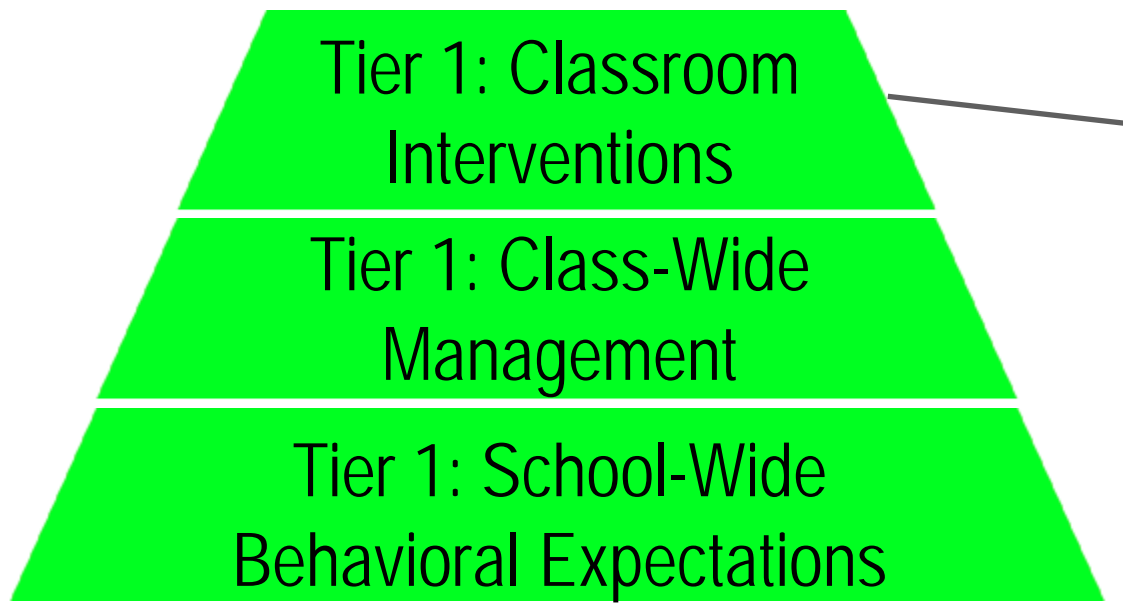 Tier 1: Classroom
Interventions
Tier 1: Class-Wide
Management
Tier 1: School-Wide
Behavioral Expectations